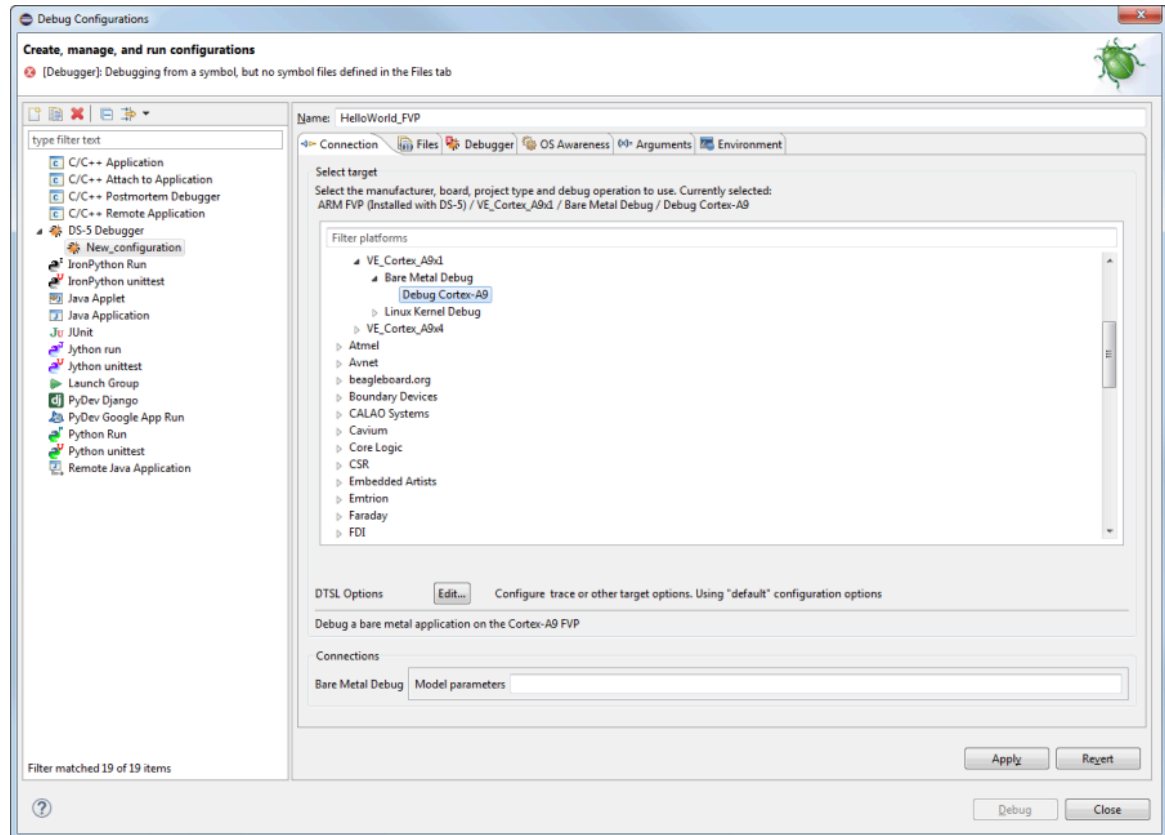 Debug Configurations
Create, manage, and run configurations
[Debugger]: Debugging from a symbol, but no symbol files defined in the Files tab
type filter text
C/C++ Application
C/C++ Attach to Application
C/C++ Postmortem Debugger
C/C++ Remote Application
DS-5 Debugger
New_configuration
IronPython Run
IronPython unittest
Java Applet
Java Application
JUnit
Jython run
Jython unittest
Launch Group
PyDev Django
PyDev Google App Run
Python Run
Python unittest
Remote Java Application
Filter matched 19 of 19 items
Name: HelloWorld_FVP
Connection Files Debugger OS Awareness Arguments Environment
Select target
Select the manufacturer, board, project type and debug operation to use. Currently selected:
ARM FVP (Installed with DS-5) / VE_Cortex_A9x1 / Bare Metal Debug / Debug Cortex-A9
Filter platforms
VE_Cortex_A9x1
Bare Metal Debug
Debug Cortex-A9
Linux Kernel Debug
VE_Cortex_A9x4
Atmel
Avnet
beagleboard.org
Boundary Devices
CALAO Systems
Cavium
Core Logic
CSR
Embedded Artists
Emtrion
Faraday
FDI
DTSL Options Edit... Configure trace or other target options. Using "default" configuration options
Debug a bare metal application on the Cortex-A9 FVP
Connections
Bare Metal Debug Model parameters
Apply Revert
Debug Close